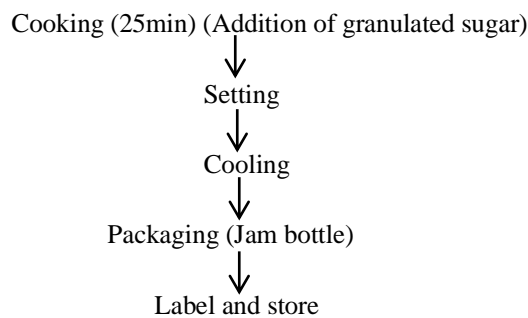 Cooking (25min) (Addition of granulated sugar)
Setting
Cooling
Packaging (Jam bottle)
Label and store